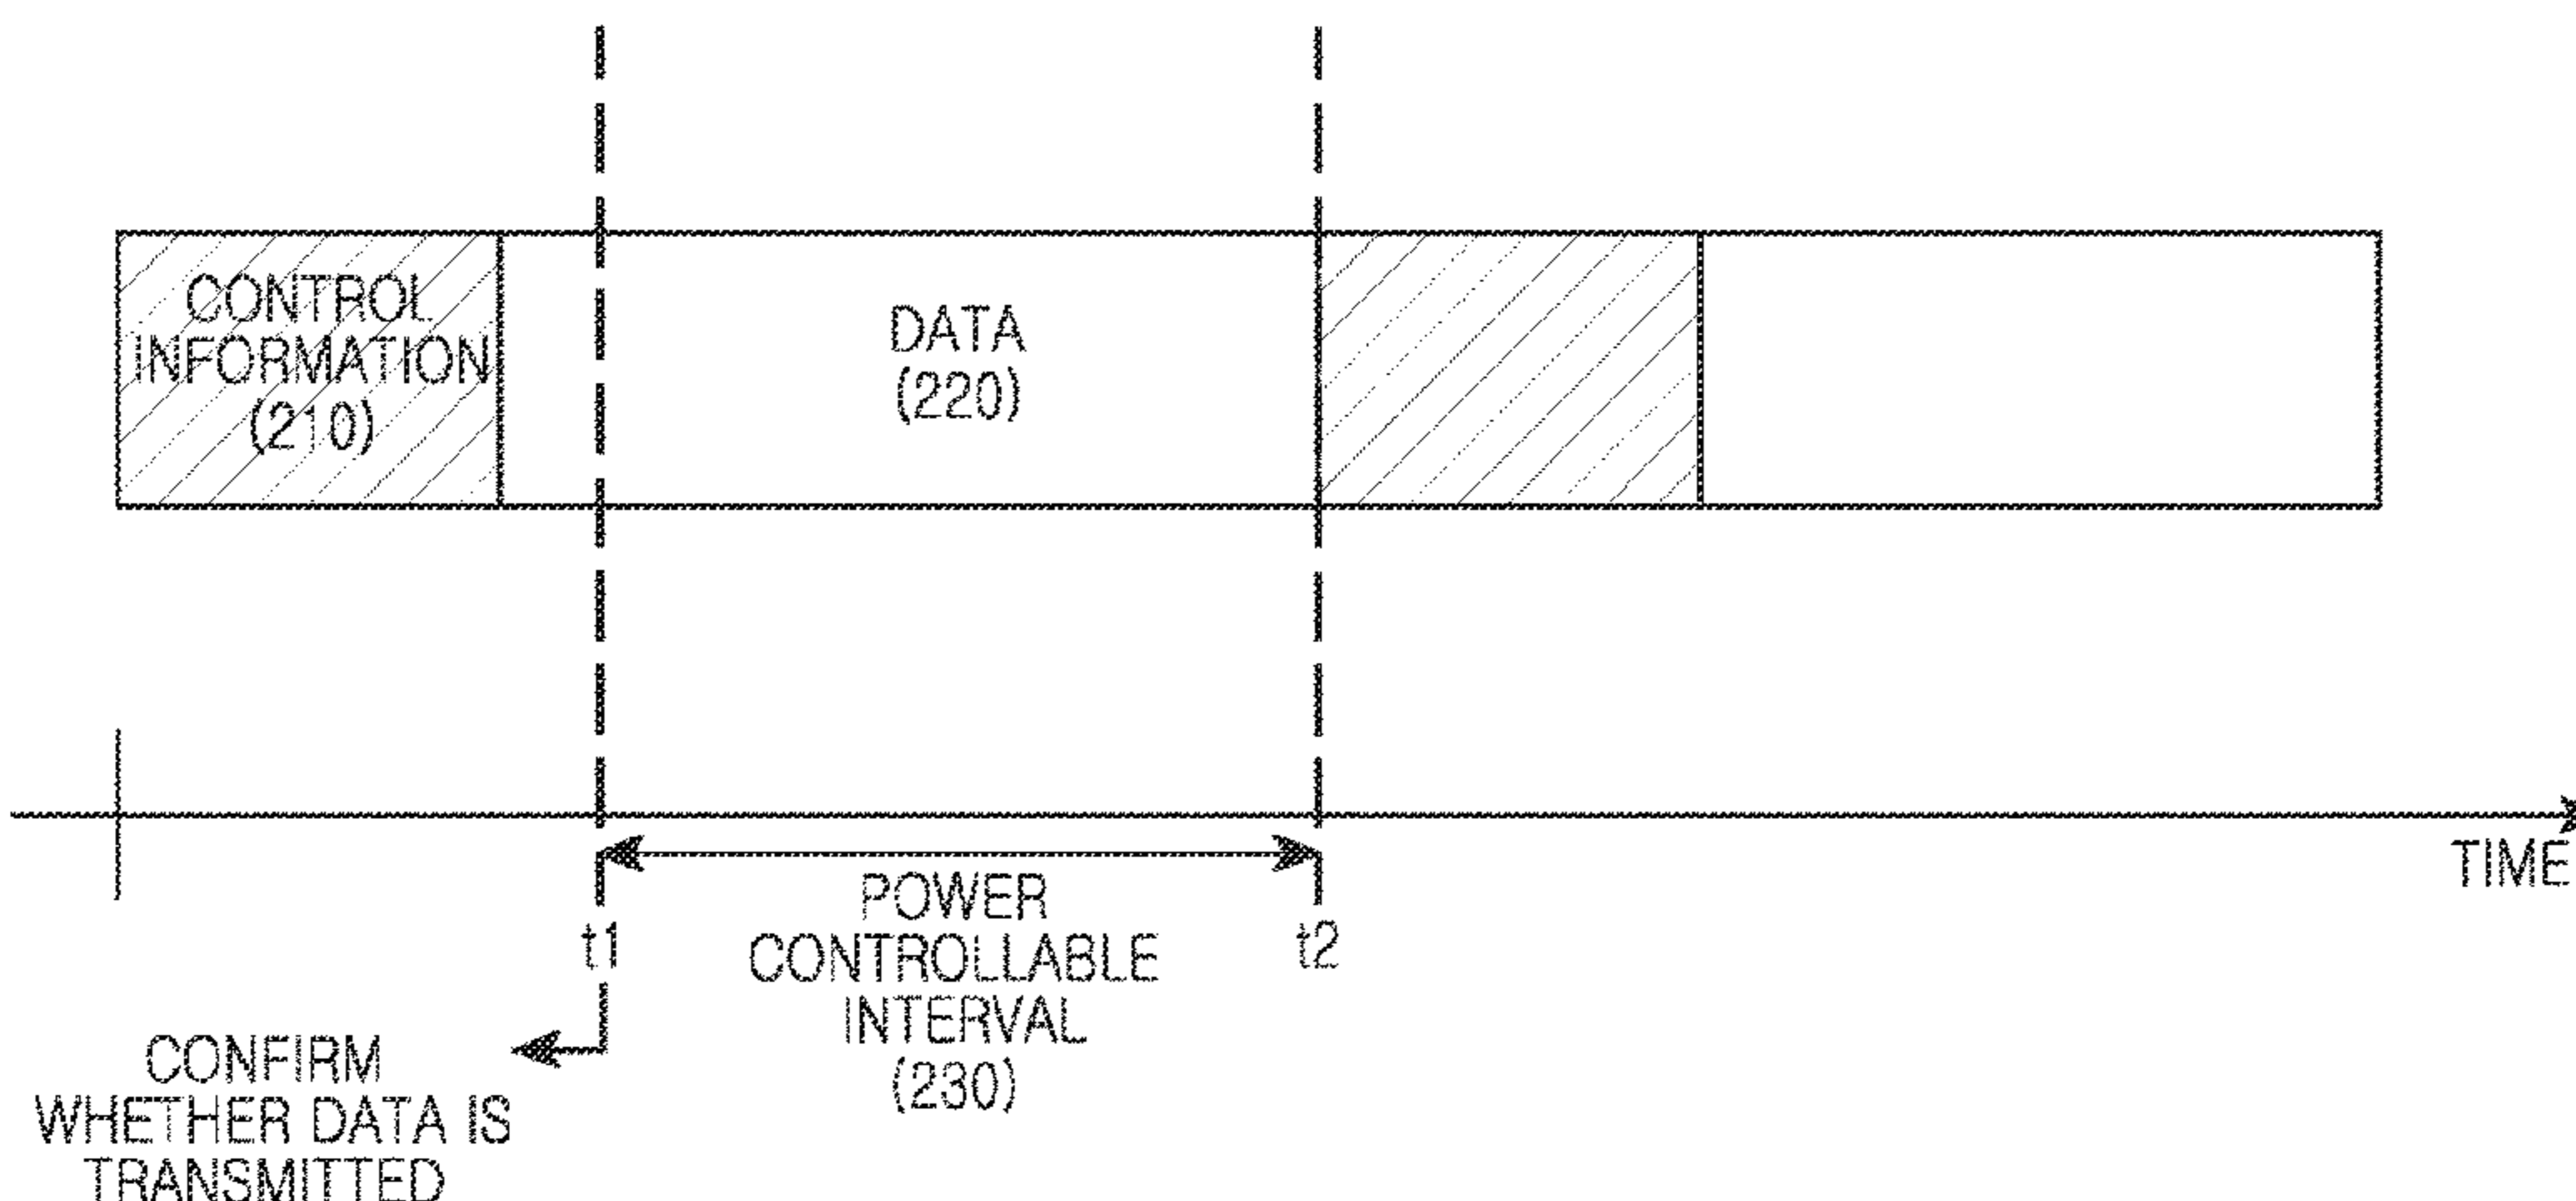 CONTROL
INFORMATION
(210)
DATA
(220)
TIME
t1
POWER
CONTROLLABLE
INTERVAL
(230)
t2
CONFIRM
WHETHER DATA IS
TRANSMITTED